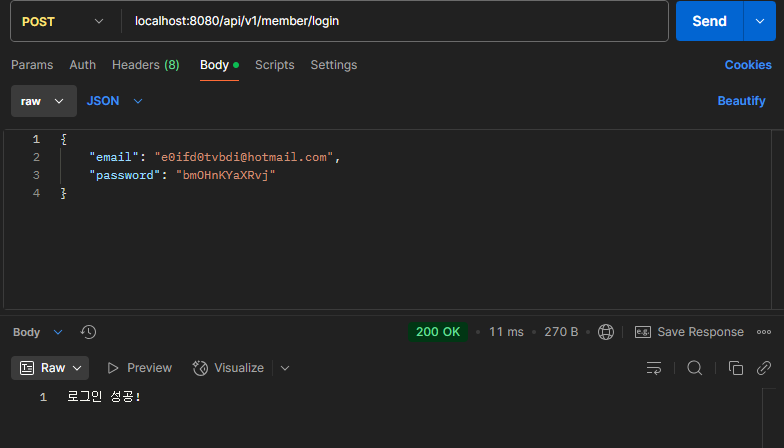 POST localhost:8080/api/v1/member/login Send
Params Auth Headers (8) Body Scripts Settings Cookies
raw JSON Beautify
1 {
2 "email": "e0ifd0tvbdi@hotmail.com",
3 "password": "bmOHnKYaXRvj"
4 }
Body 200 OK • 11 ms • 270 B • e.g. Save Response
Raw Preview Visualize
1 로그인 성공!